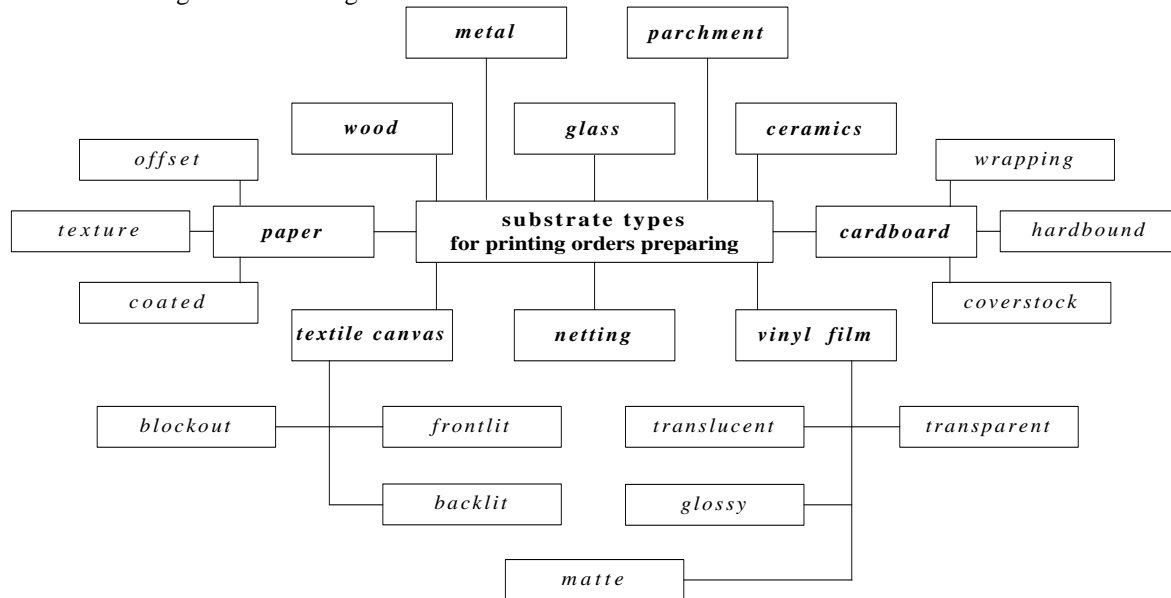 metal
parchment
wood
glass
ceramics
offset
wrapping
texture
paper
substrate types
for printing orders preparing
cardboard
hardbound
coated
coverstock
textile canvas
netting
vinyl film
blockout
frontlit
translucent
transparent
backlit
glossy
matte